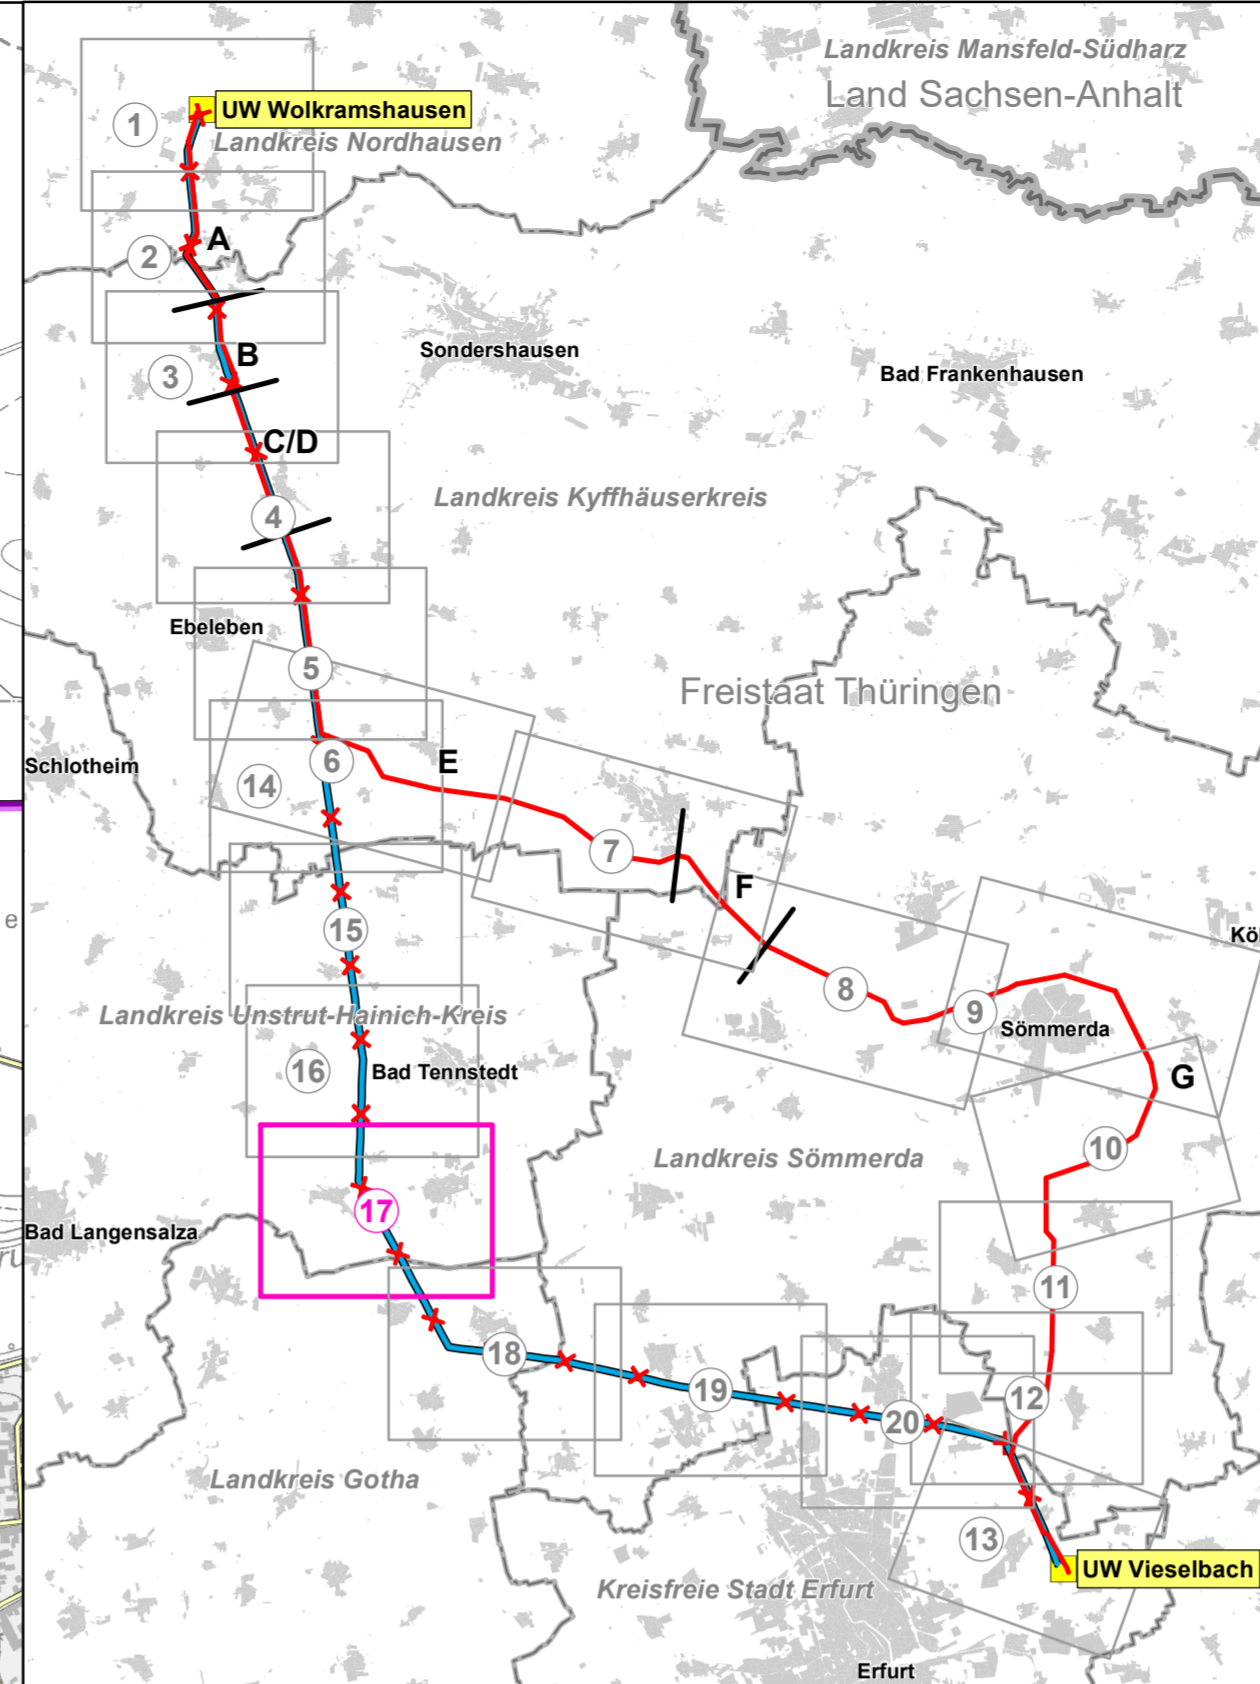 Landkreis Mansfeld-Südharz
Land Sachsen-Anhalt
UW Wolkramshausen
1
Landkreis Nordhausen
A
2
B
3
Sondershausen
Bad Frankenhausen
C/D
Landkreis Kyffhäuserkreis
4
Ebeleben
5
Freistaat Thüringen
Schlotheim
6
E
14
7
F
e
15
Kö
8
9
Landkreis Unstrut-Hainich-Kreis
Sömmerda
16
Bad Tennstedt
G
10
Landkreis Sömmerda
17
Bad Langensalza
11
18
19
12
20
Landkreis Gotha
13
UW Vieselbach
Kreisfreie Stadt Erfurt
Erfurt